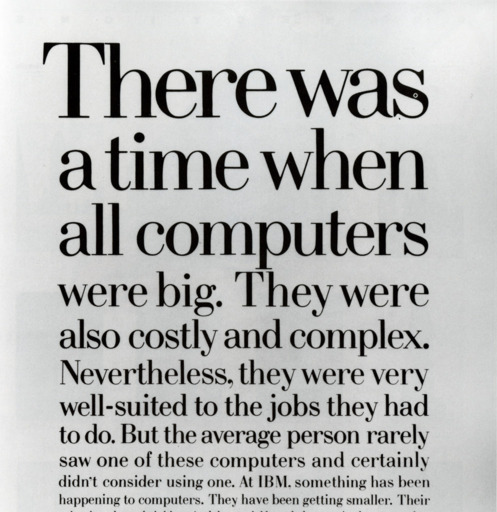 There was
a time when
all computers
were big. They were
also costly and complex.
Nevertheless, they were very
well-suited to the jobs they had
to do. But the average person rarely
saw one of these computers and certainly
didn't consider using one. At IBM, something has been
happening to computers. They have been getting smaller. Their